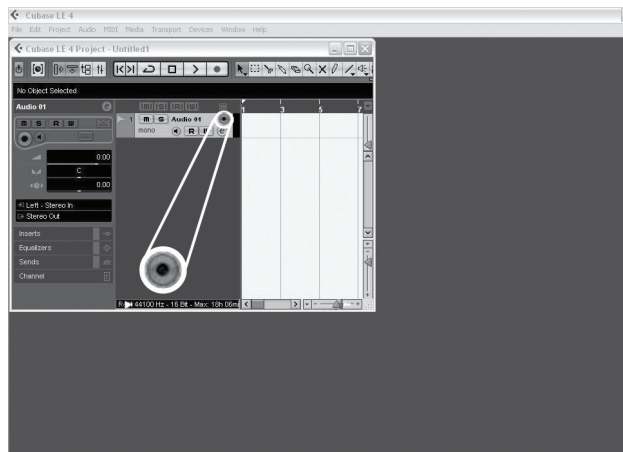 Cubase LE 4
File Edit Project Audio MIDI Media Transport Devices Window Help
Cubase LE 4 Project - Untitled1
No Object Selected
Audio 01
m S R W
1 3 5 7
m S R W
1 m S Audio 01
mono R W e
0.00
C
0.00
Left - Stereo In
Stereo Out
Inserts
Equalizers
Sends
Channel
44100 Hz - 16 Bit - Max: 18h 06mi